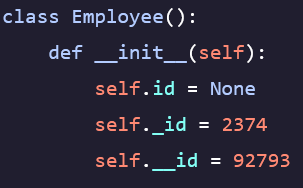 class Employee():
    def __init__(self):
        self.id = None
        self._id = 2374
        self.__id = 92793